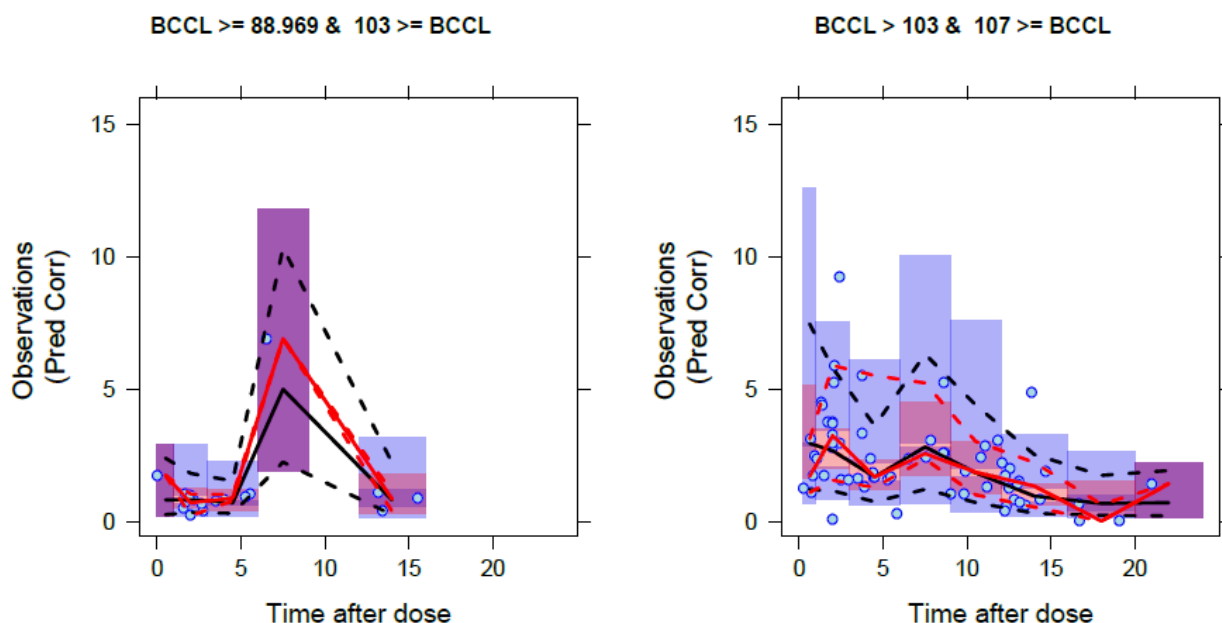 BCCL >= 88.969 & 103 >= BCCL
15
10
5
0
Observations
(Pred Corr)
0 5 10 15 20
Time after dose
BCCL > 103 & 107 >= BCCL
15
10
5
0
Observations
(Pred Corr)
0 5 10 15 20
Time after dose